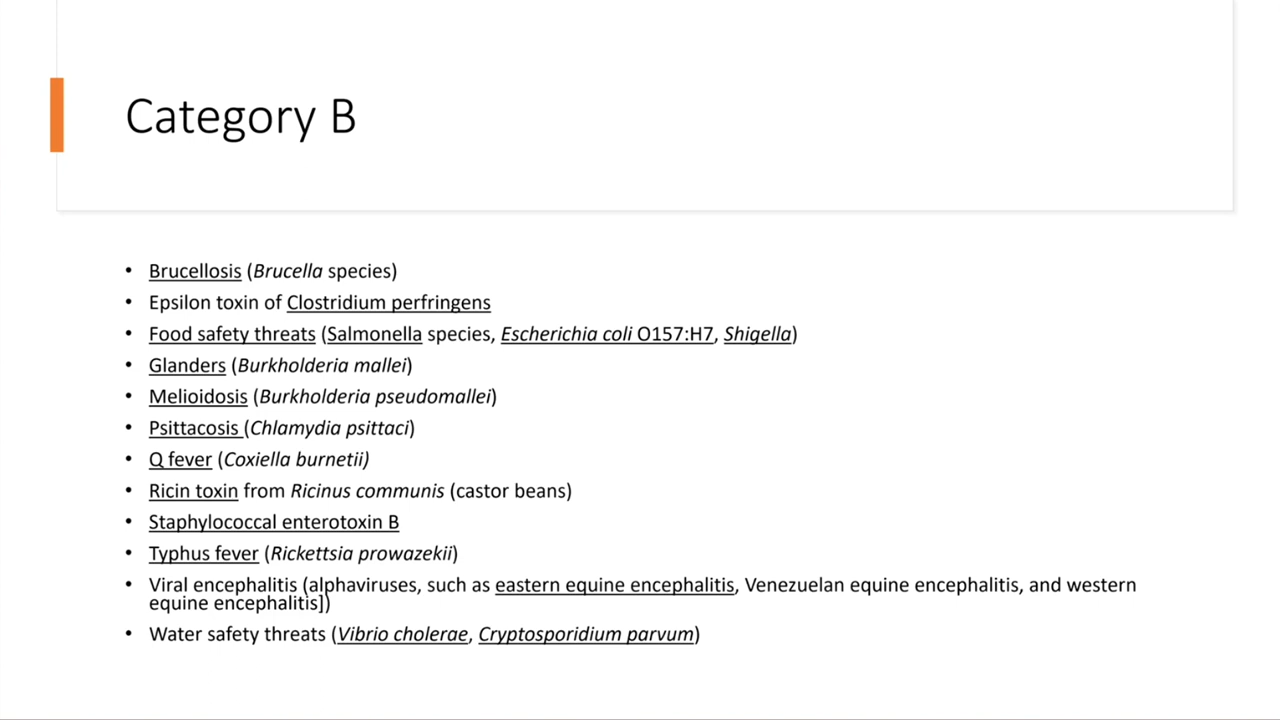 Category B
• Brucellosis (Brucella species)
• Epsilon toxin of Clostridium perfringens
• Food safety threats (Salmonella species, Escherichia coli O157:H7, Shigella)
• Glanders (Burkholderia mallei)
• Melioidosis (Burkholderia pseudomallei)
• Psittacosis (Chlamydia psittaci)
• Q fever (Coxiella burnetii)
• Ricin toxin from Ricinus communis (castor beans)
• Staphylococcal enterotoxin B
• Typhus fever (Rickettsia prowazekii)
• Viral encephalitis (alphaviruses, such as eastern equine encephalitis, Venezuelan equine encephalitis, and western
equine encephalitis])
• Water safety threats (Vibrio cholerae, Cryptosporidium parvum)